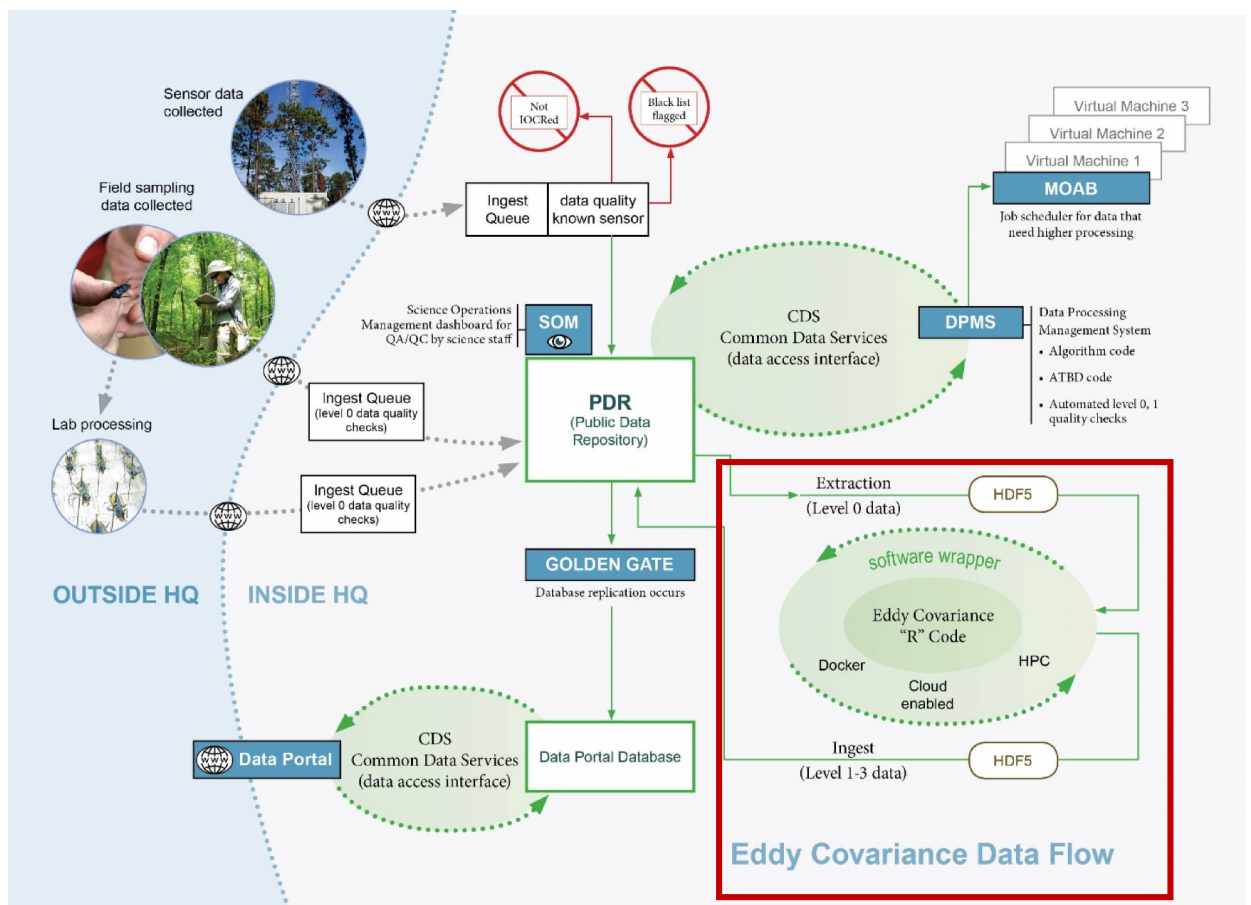 Sensor data
collected
Field sampling
data collected
Lab processing
OUTSIDE HQ
INSIDE HQ
www
www
www
Not
IOCRed
Black list
flagged
Ingest
Queue
data quality
known sensor
Science Operations
Management dashboard for
QA/QC by science staff
SOM
Ingest Queue
(level 0 data quality
checks)
Ingest Queue
(level 0 data quality
checks)
PDR
(Public Data
Repository)
CDS
Common Data Services
(data access interface)
Virtual Machine 3
Virtual Machine 2
Virtual Machine 1
MOAB
Job scheduler for data that
need higher processing
DPMS
Data Processing
Management System
• Algorithm code
• ATBD code
• Automated level 0, 1
quality checks
GOLDEN GATE
Database replication occurs
www
Data Portal
CDS
Common Data Services
(data access interface)
Data Portal Database
Extraction
(Level 0 data)
HDF5
software wrapper
Eddy Covariance
“R” Code
Docker
HPC
Cloud
enabled
Ingest
(Level 1-3 data)
HDF5
Eddy Covariance Data Flow